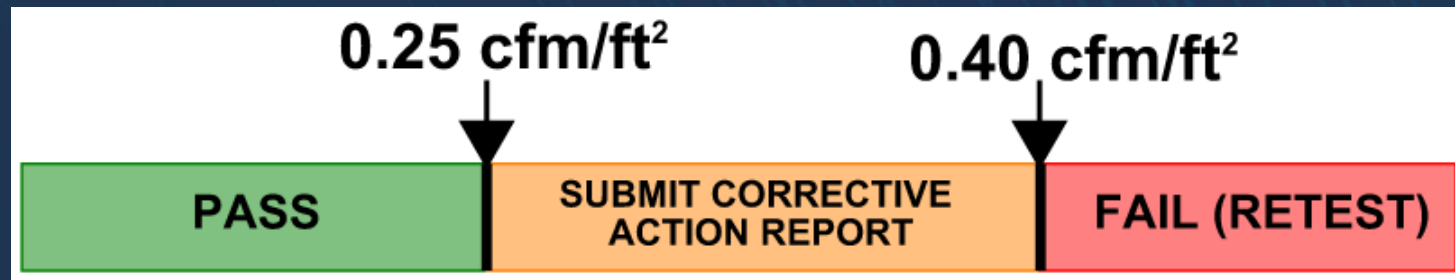 0.25 cfm/ft²
0.40 cfm/ft²
PASS
SUBMIT CORRECTIVE
ACTION REPORT
FAIL (RETEST)